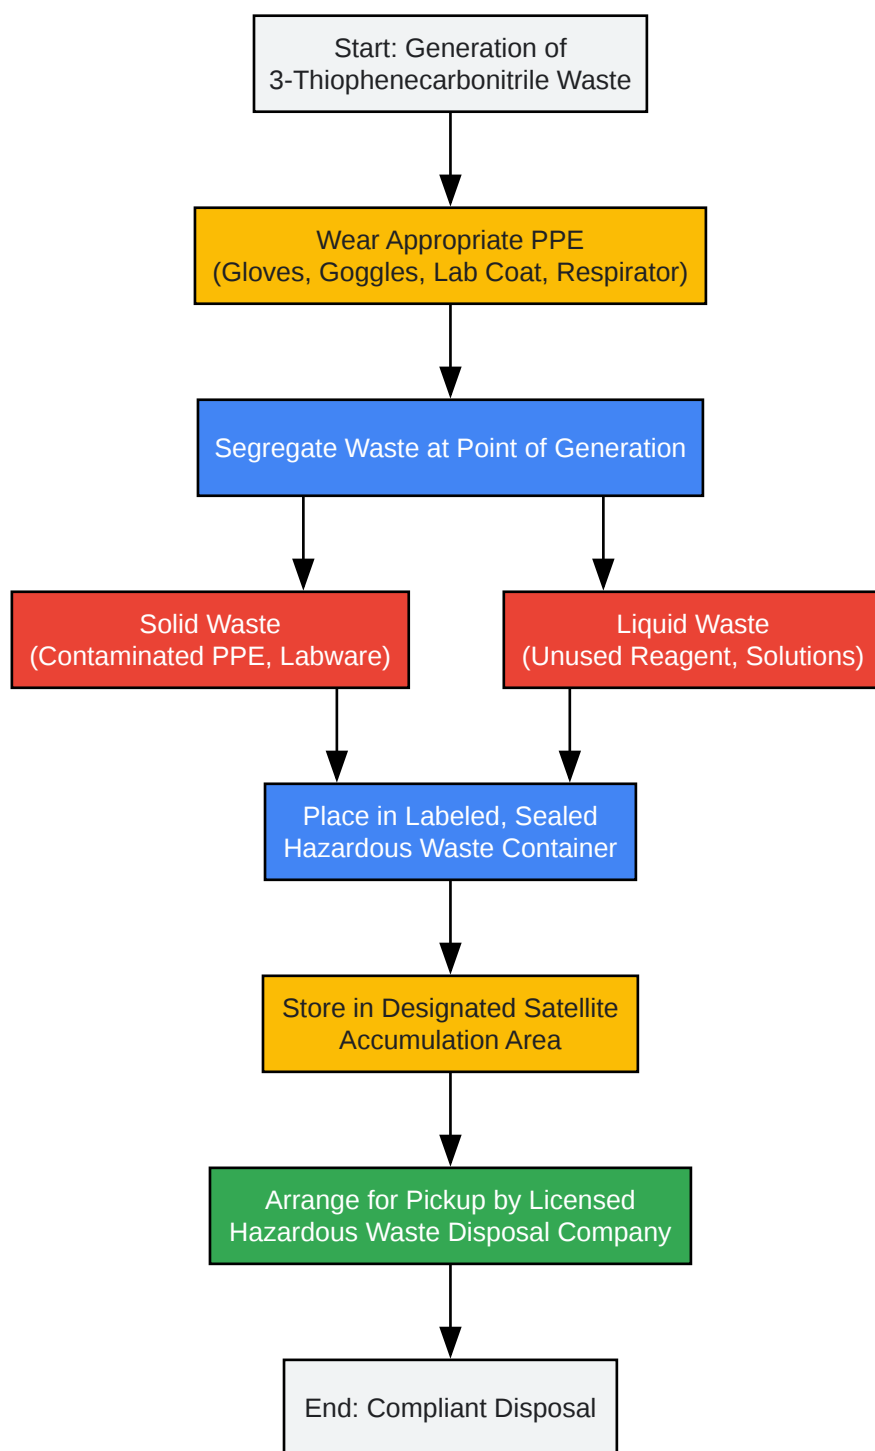 Start: Generation of
3-Thiophenecarbonitrile Waste
Wear Appropriate PPE
(Gloves, Goggles, Lab Coat, Respirator)
Segregate Waste at Point of Generation
Solid Waste
(Contaminated PPE, Labware)
Liquid Waste
(Unused Reagent, Solutions)
Place in Labeled, Sealed
Hazardous Waste Container
Store in Designated Satellite
Accumulation Area
Arrange for Pickup by Licensed
Hazardous Waste Disposal Company
End: Compliant Disposal